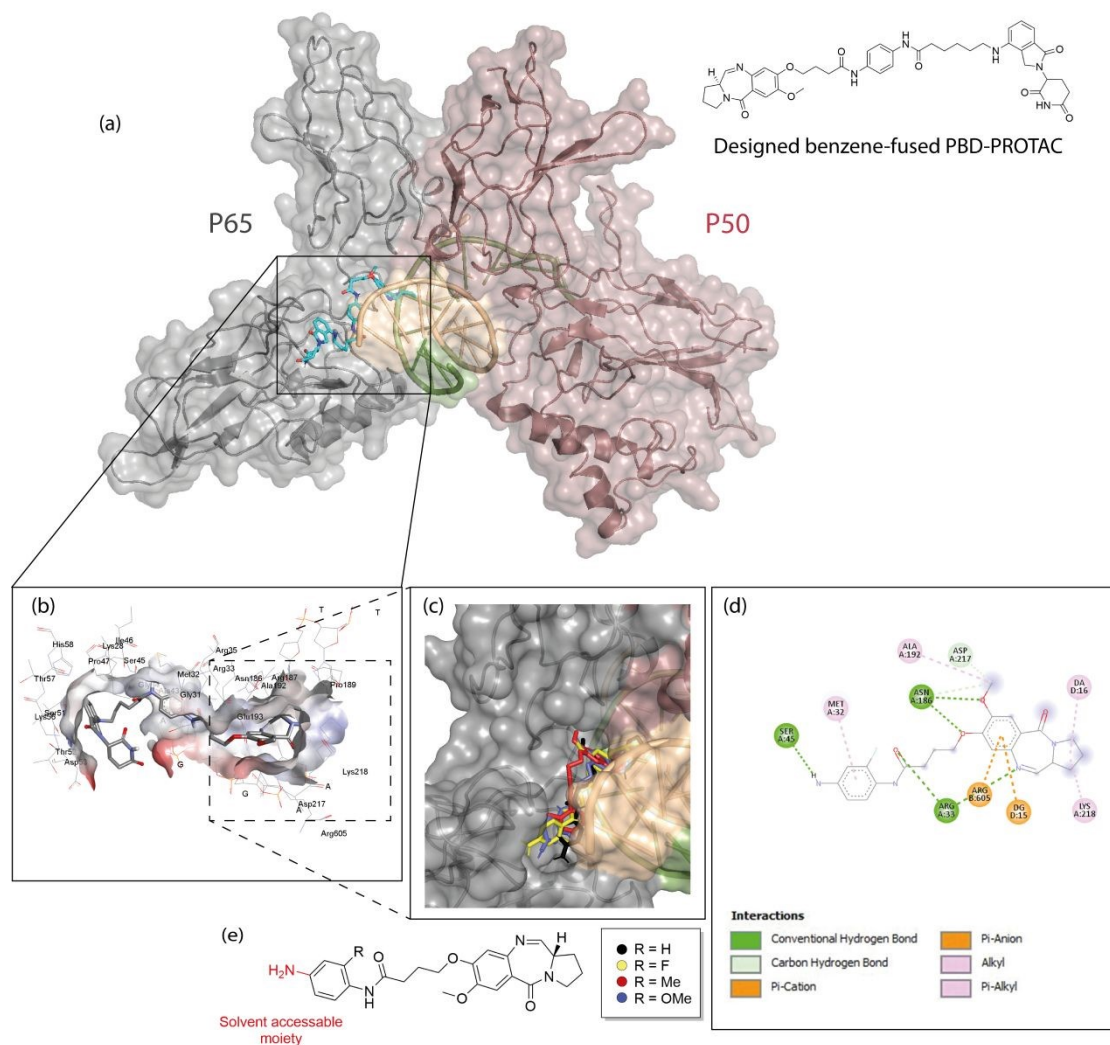 (a)
P65
P50
Designed benzene-fused PBD-PROTAC
H
N
N
O
O
O
O
N
H
H
N
O
H
N
O
N
O
NH
O
(b)
His58
Lys28
Ile46
Pro47
Ser45
Thr57
Met32
Arg35
Arg33
Gly31
Asn186
Arg187
Ala192
Pro189
T
T
Glu193
Ser51
G
G
Lys218
Asp217
A
A
Arg605
(c)
(d)
ALA
A:192
ASP
D:217
ASN
A:186
MET
A:32
SER
A:45
DA
D:16
ARG
B:605
ARG
A:33
DG
D:15
LYS
A:218
Interactions
Conventional Hydrogen Bond
Carbon Hydrogen Bond
Pi-Cation
Pi-Anion
Alkyl
Pi-Alkyl
(e)
H2N
R
O
N
H
O
O
N
H
N
O
Solvent accessable
moiety
R = H
R = F
R = Me
R = OMe